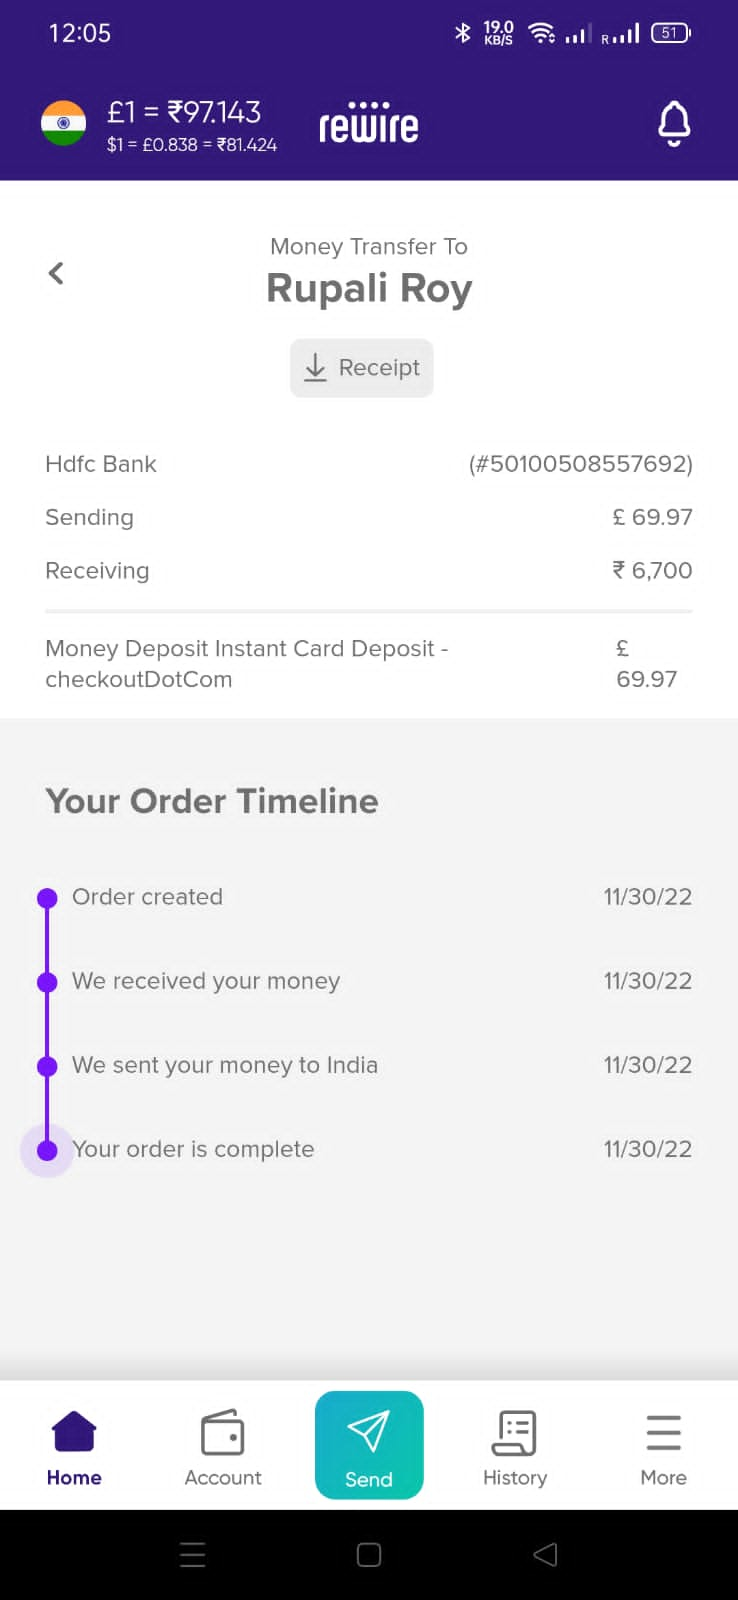 12:05
19.0
KB/S
R
51
£1 = ₹97.143
$1 = £0.838 = ₹81.424
rewire
Money Transfer To
Rupali Roy
Receipt
Hdfc Bank (#50100508557692)
Sending £ 69.97
Receiving ₹ 6,700
Money Deposit Instant Card Deposit - £
checkoutDotCom 69.97
Your Order Timeline
Order created 11/30/22
We received your money 11/30/22
We sent your money to India 11/30/22
Your order is complete 11/30/22
Home Account Send History More